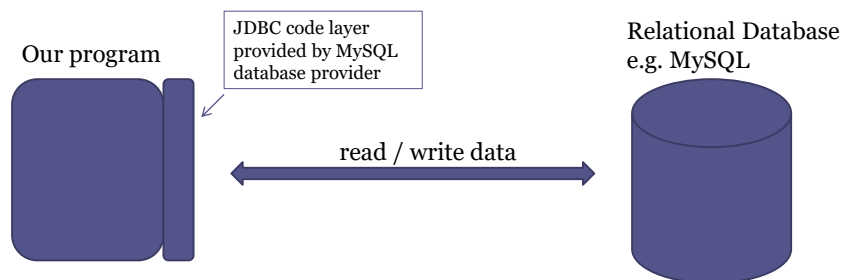 Our program
JDBC code layer
provided by MySQL
database provider
read / write data
Relational Database
e.g. MySQL